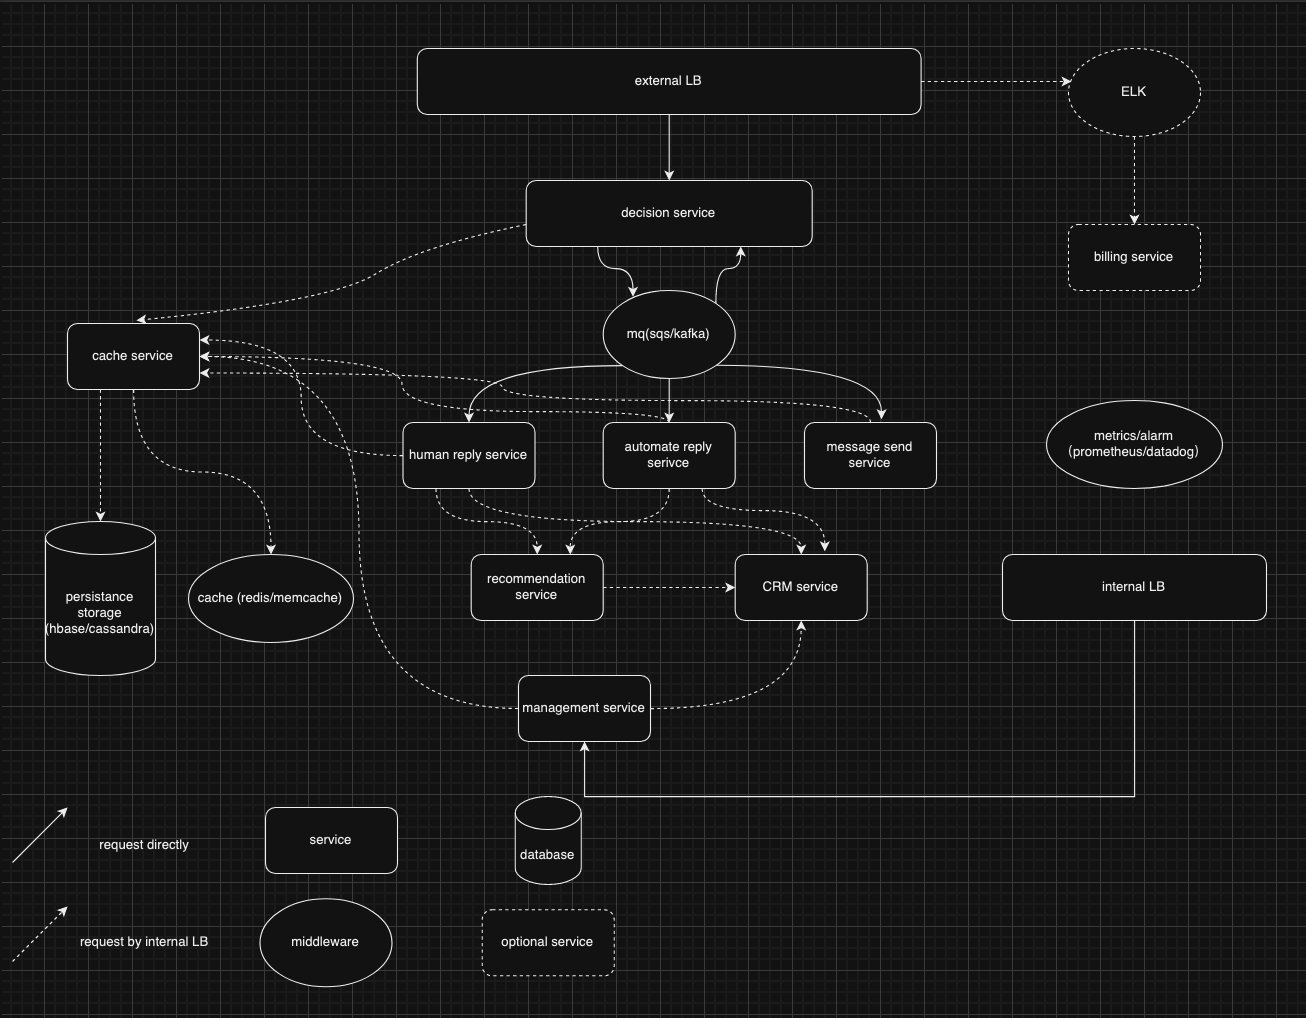 external LB
ELK
decision service
billing service
mq(sqs/kafka)
cache service
human reply service
automate reply
serivce
message send
service
metrics/alarm
(prometheus/datadog)
persistance
storage
(hbase/cassandra)
cache (redis/memcache)
recommendation
service
CRM service
internal LB
management service
request directly
service
database
request by internal LB
middleware
optional service